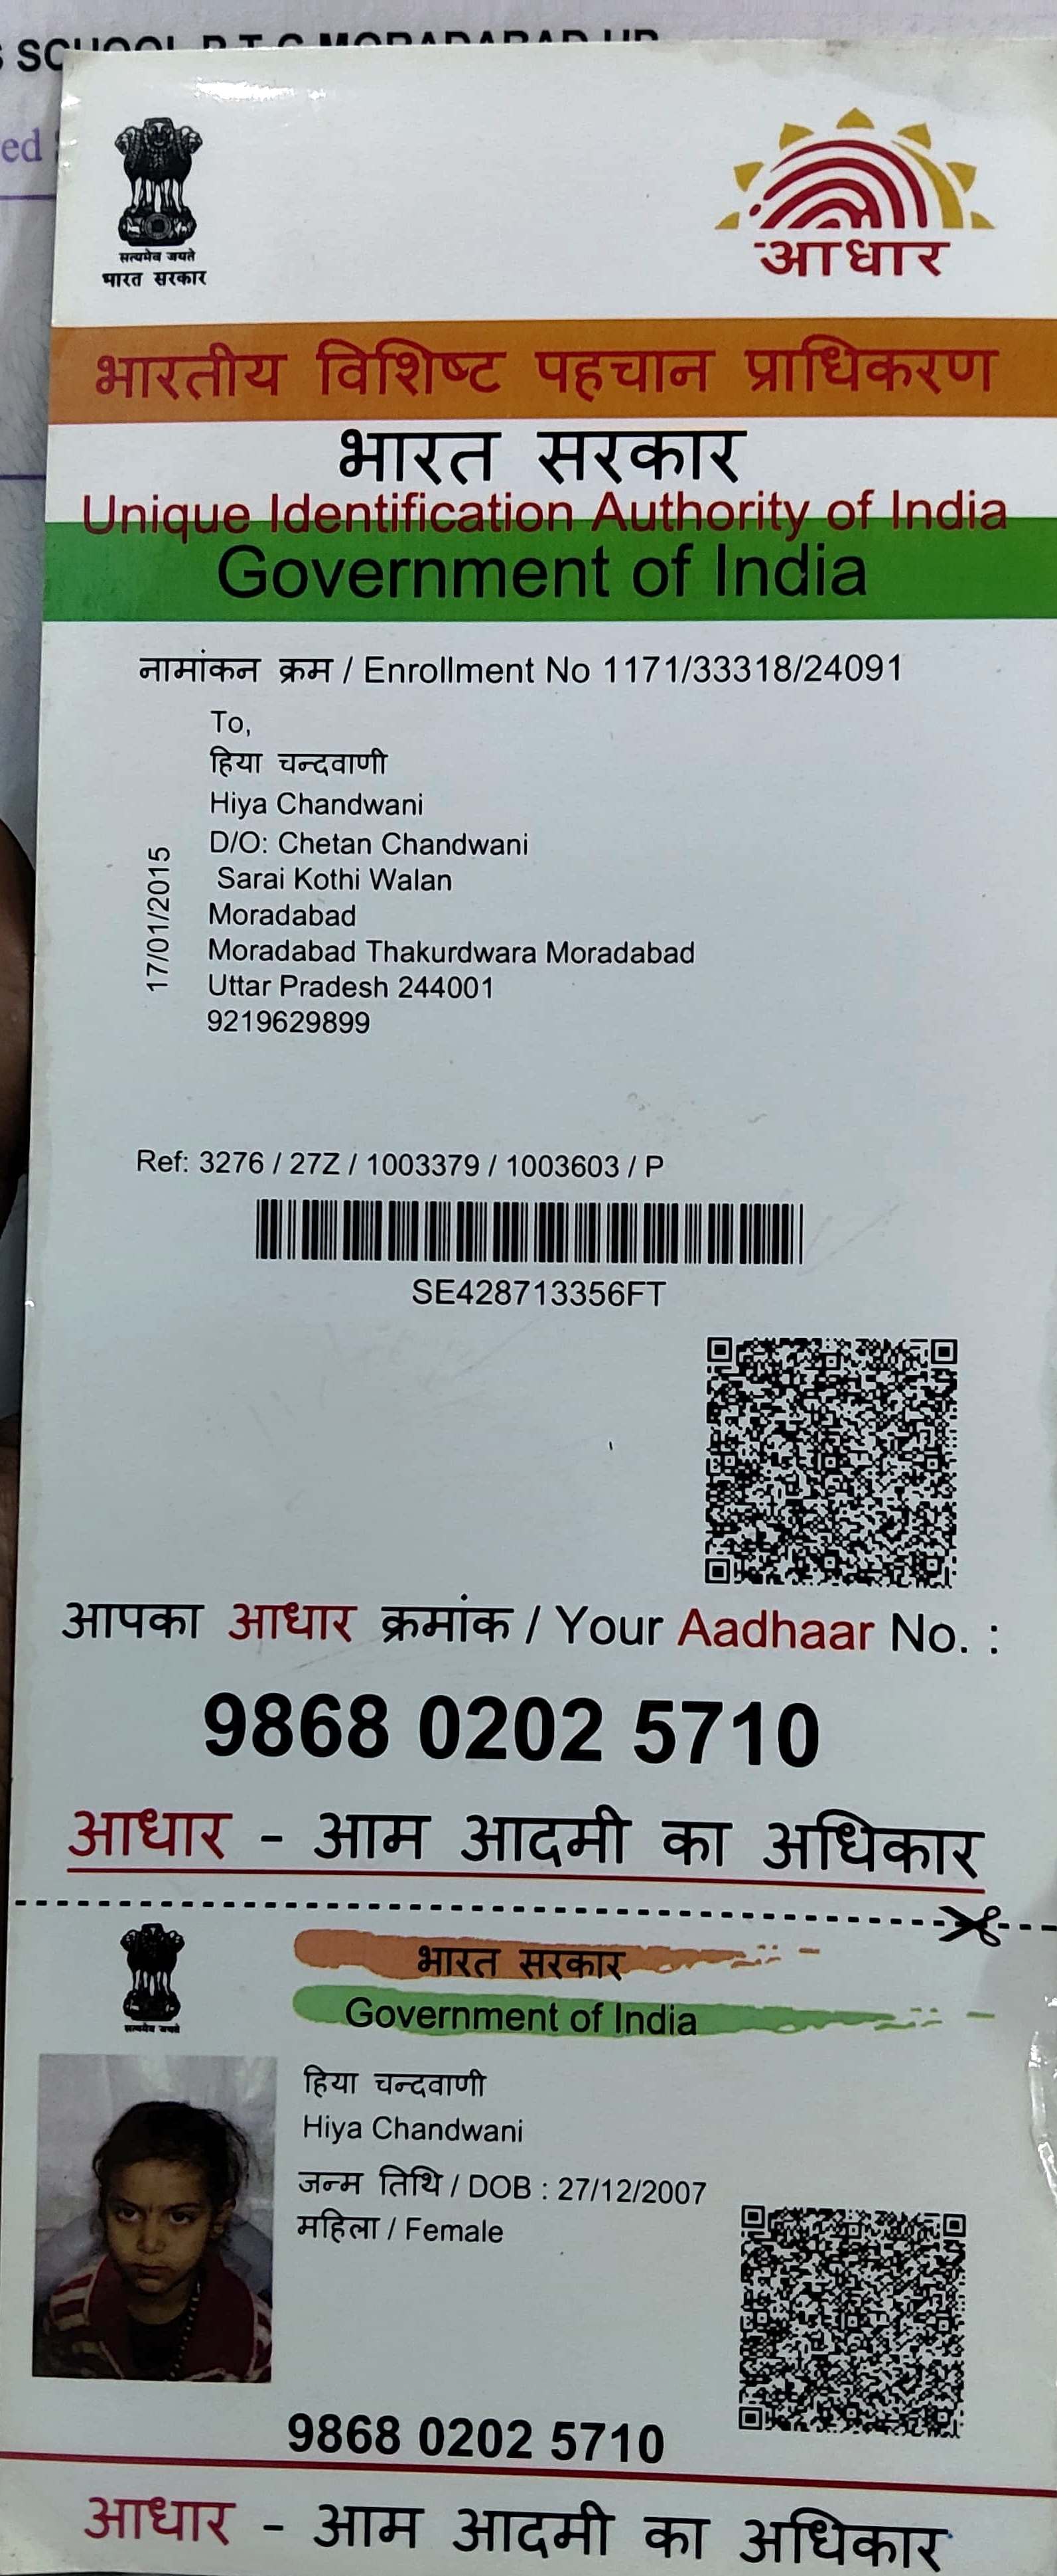 ed
सत्यमेव जयते
भारत सरकार
आधार
भारतीय विशिष्ट पहचान प्राधिकरण
भारत सरकार
Unique Identification Authority of India
Government of India
नामांकन क्रम / Enrollment No 1171/33318/24091
To,
हिया चन्दवाणी
Hiya Chandwani
D/O: Chetan Chandwani
Sarai Kothi Walan
Moradabad
Moradabad Thakurdwara Moradabad
Uttar Pradesh 244001
9219629899
17/01/2015
Ref: 3276 / 27Z / 1003379 / 1003603 / P
SE428713356FT
आपका आधार क्रमांक / Your Aadhaar No. :
9868 0202 5710
आधार - आम आदमी का अधिकार
भारत सरकार
Government of India
सत्यमेव जयते
हिया चन्दवाणी
Hiya Chandwani
जन्म तिथि / DOB : 27/12/2007
महिला / Female
9868 0202 5710
आधार - आम आदमी का अधिकार